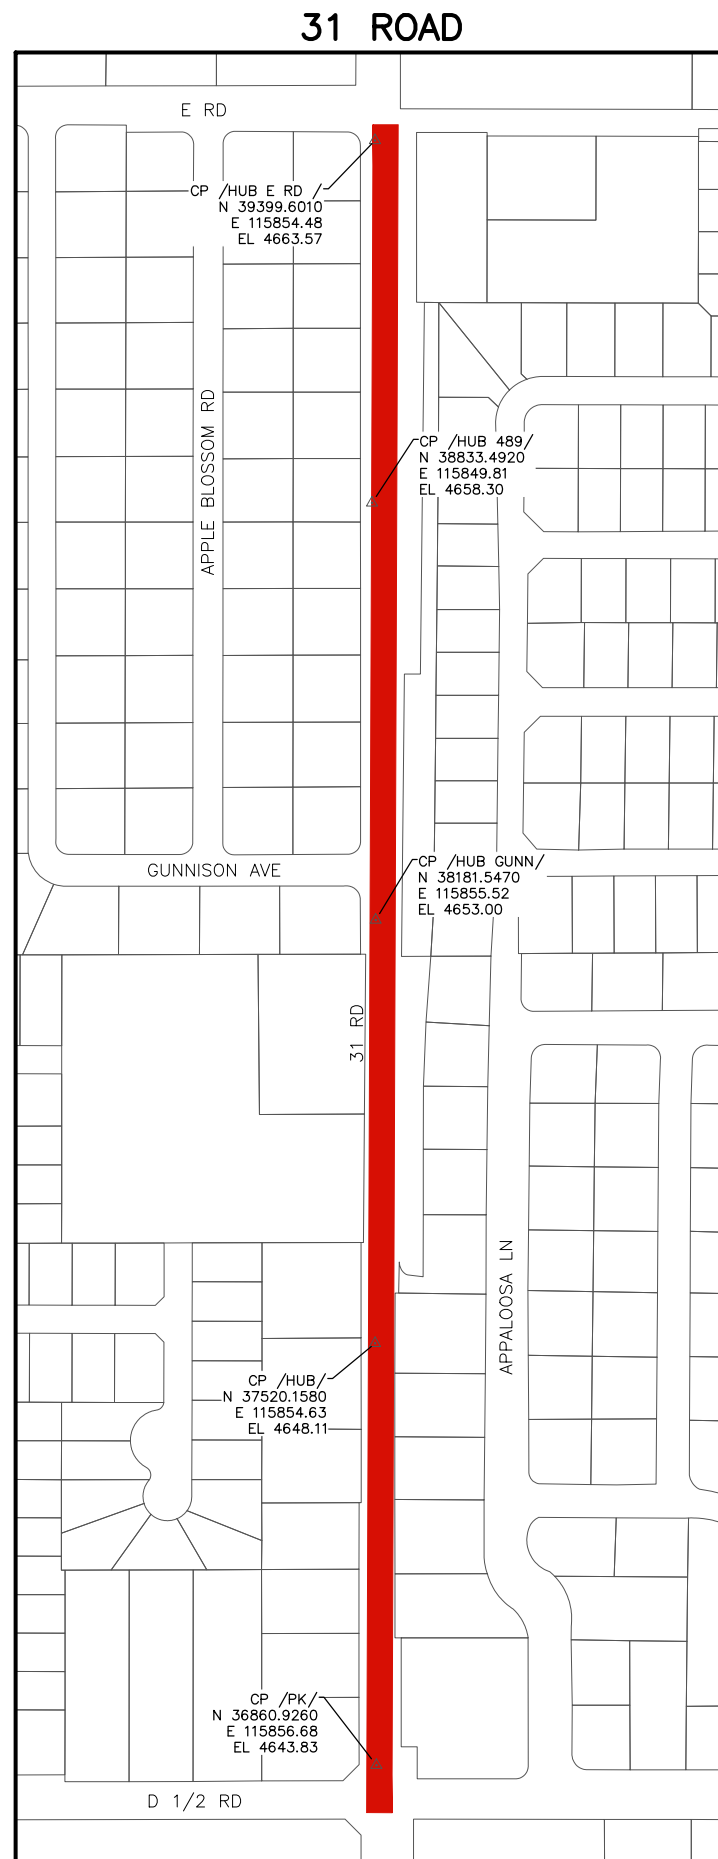 31 ROAD
E RD
CP /HUB E RD /
N 39399.6010
E 115854.48
EL 4663.57
APPLE BLOSSOM RD
CP /HUB 489/
N 38833.4920
E 115849.81
EL 4658.30
GUNNISON AVE
CP /HUB GUNN/
N 38181.5470
E 115855.52
EL 4653.00
31 RD
APPALOOSA LN
CP /HUB/
N 37520.1580
E 115854.63
EL 4648.11
CP /PK/
N 36860.9260
E 115856.68
EL 4643.83
D 1/2 RD